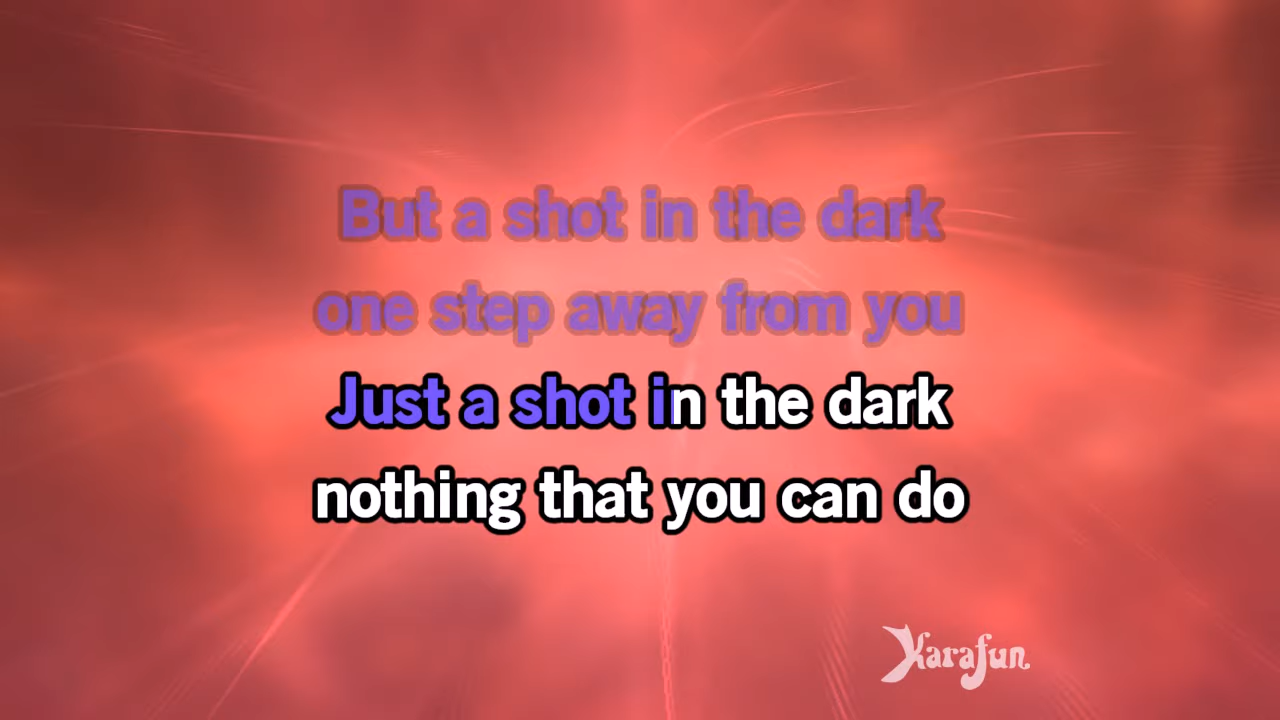 But a shot in the dark
one step away from you
Just a shot in the dark
nothing that you can do
Karafun